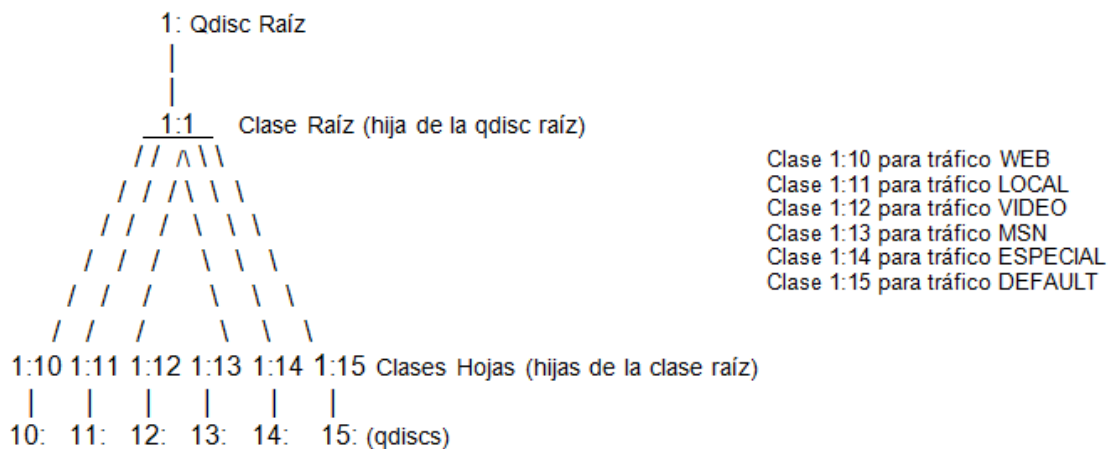 1: Qdisc Raíz
|
|
1:1 Clase Raíz (hija de la qdisc raíz)
/ / /\ \ \
/ / / \ \ \
/ / / \ \ \
/ / / \ \ \
/ / / \ \ \
/ / / \ \ \
1:10 1:11 1:12 1:13 1:14 1:15 Clases Hojas (hijas de la clase raíz)
| | | | | |
10: 11: 12: 13: 14: 15: (qdiscs)
Clase 1:10 para tráfico WEB
Clase 1:11 para tráfico LOCAL
Clase 1:12 para tráfico VIDEO
Clase 1:13 para tráfico MSN
Clase 1:14 para tráfico ESPECIAL
Clase 1:15 para tráfico DEFAULT